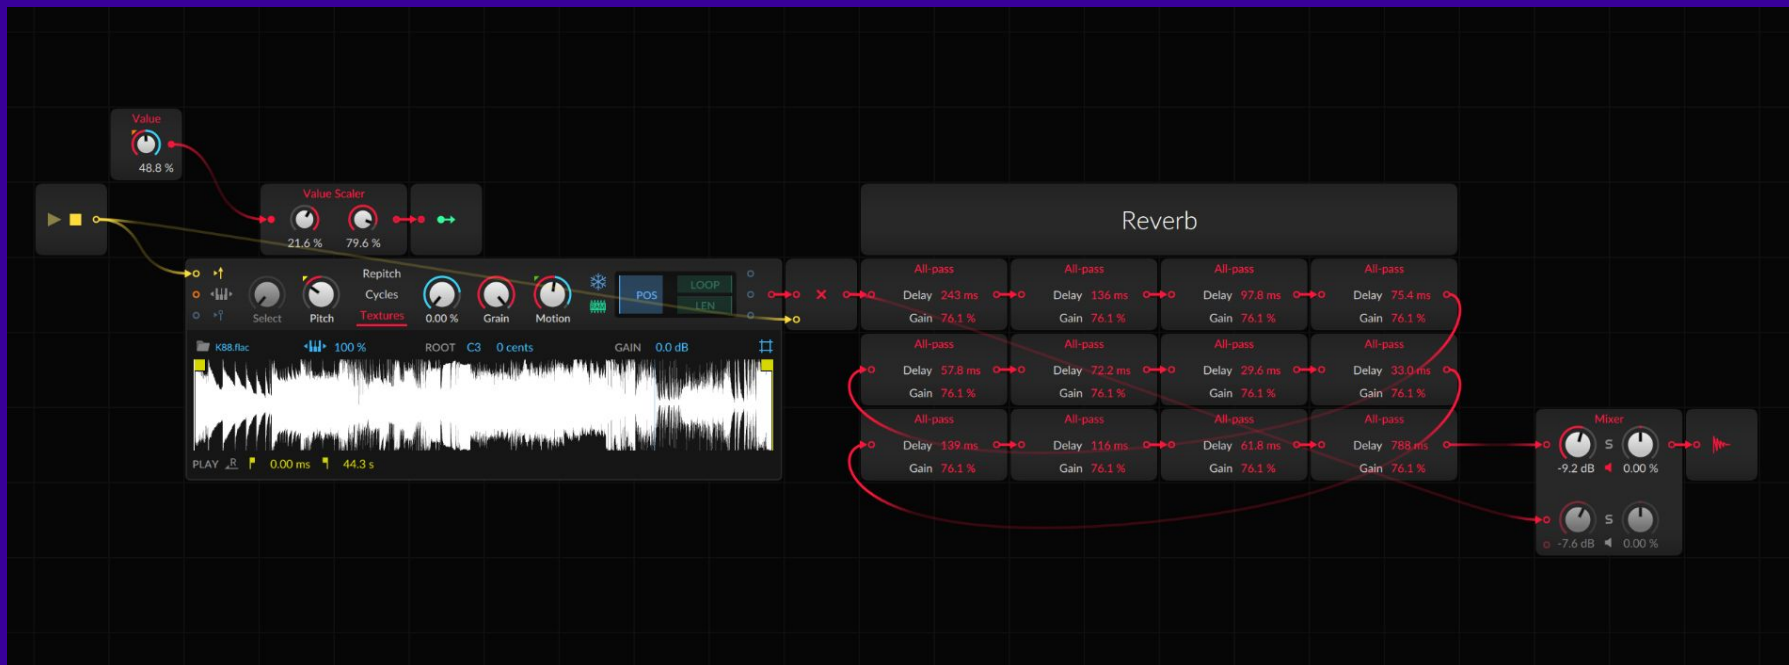 Value
48.8 %
Value Scaler
21.6 % 79.6 %
Reverb
Repitch
Cycles
Textures
Select Pitch 0.00 % Grain Motion
POS LOOP
LEN
K88.flac 100 % ROOT C3 0 cents GAIN 0.0 dB
PLAY R 0.00 ms 44.3 s
All-pass All-pass All-pass All-pass
Delay 243 ms Delay 136 ms Delay 97.8 ms Delay 75.4 ms
Gain 76.1 % Gain 76.1 % Gain 76.1 % Gain 76.1 %
All-pass All-pass All-pass All-pass
Delay 57.8 ms Delay 72.2 ms Delay 29.6 ms Delay 33.0 ms
Gain 76.1 % Gain 76.1 % Gain 76.1 % Gain 76.1 %
All-pass All-pass All-pass All-pass
Delay 139 ms Delay 116 ms Delay 61.8 ms Delay 788 ms
Gain 76.1 % Gain 76.1 % Gain 76.1 % Gain 76.1 %
Mixer
S
-9.2 dB 0.00 %
S
-7.6 dB 0.00 %